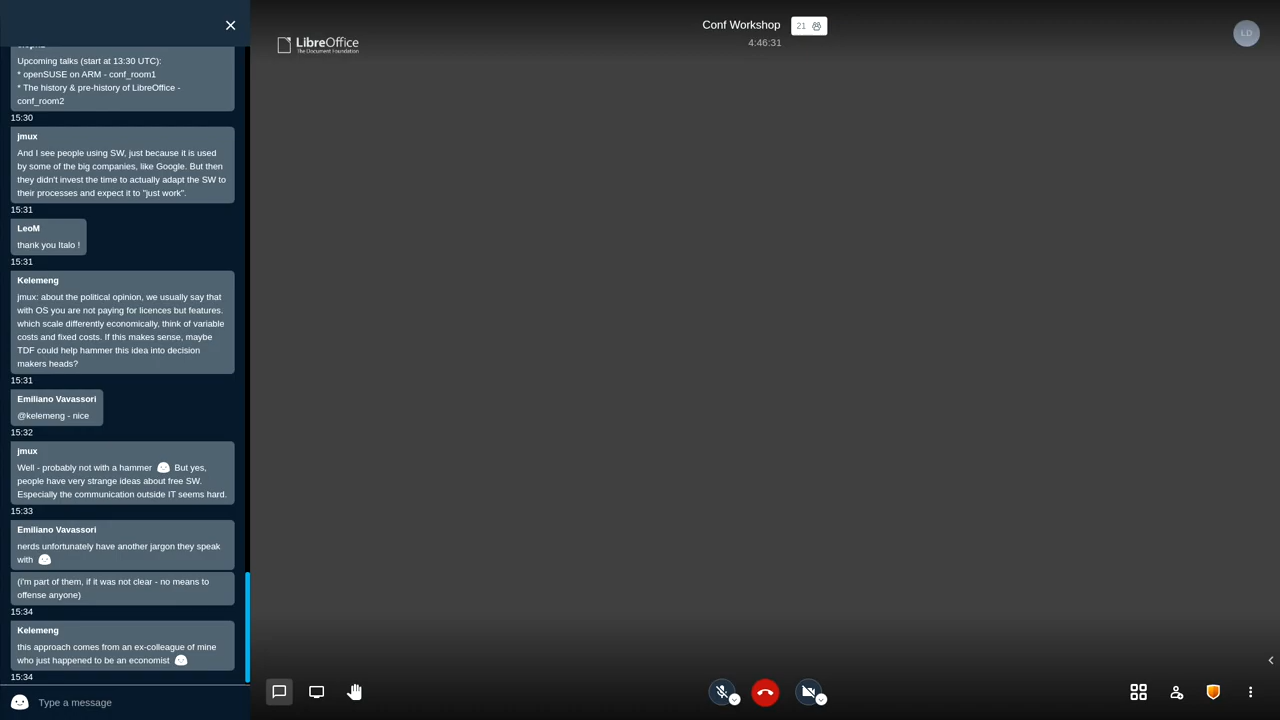 Upcoming talks (start at 13:30 UTC):
* openSUSE on ARM - conf_room1
* The history & pre-history of LibreOffice -
conf_room2
15:30
jmux
And I see people using SW, just because it is used
by some of the big companies, like Google. But then
they didn't invest the time to actually adapt the SW to
their processes and expect it to "just work".
15:31
LeoM
thank you Italo !
15:31
Kelemeng
jmux: about the political opinion, we usually say that
with OS you are not paying for licences but features.
which scale differently economically, think of variable
costs and fixed costs. If this makes sense, maybe
TDF could help hammer this idea into decision
makers heads?
15:31
Emiliano Vavassori
@kelemeng - nice
15:32
jmux
Well - probably not with a hammer But yes,
people have very strange ideas about free SW.
Especially the communication outside IT seems hard.
15:33
Emiliano Vavassori
nerds unfortunately have another jargon they speak
with
(i'm part of them, if it was not clear - no means to
offense anyone)
15:34
Kelemeng
this approach comes from an ex-colleague of mine
who just happened to be an economist
15:34
Type a message
LibreOffice
The Document Foundation
Conf Workshop
21
4:46:31
LD